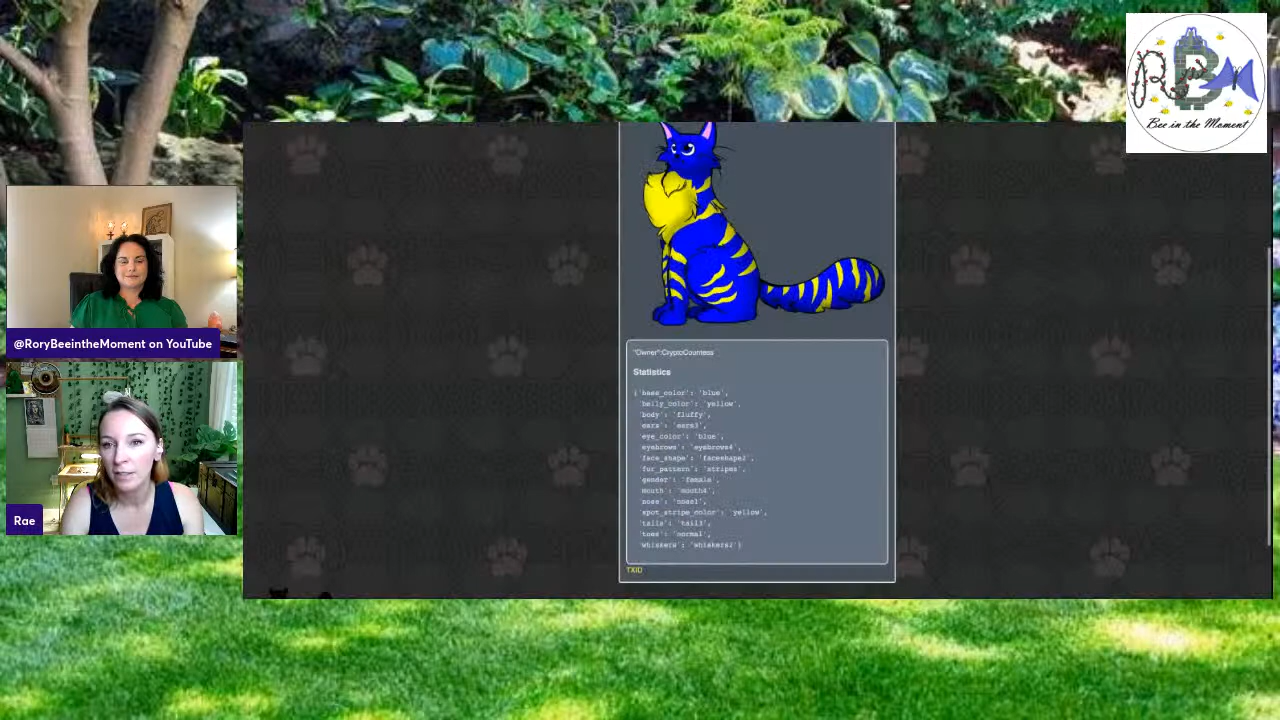 Bee in the Moment
@RoryBeeintheMoment on YouTube
Rae
"Owner":CryptoCountess
Statistics
{'base_color': 'blue',
'belly_color': 'yellow',
'body': 'fluffy',
'ears': 'ears3',
'eye_color': 'blue',
'eyebrows': 'eyebrows4',
'face_shape': 'faceshape2',
'fur_pattern': 'stripes',
'gender': 'female',
'mouth': 'mouth4',
'nose': 'nose1',
'spot_stripe_color': 'yellow',
'tails': 'tail3',
'toes': 'normal',
'whiskers': 'whiskers2'}
TXID